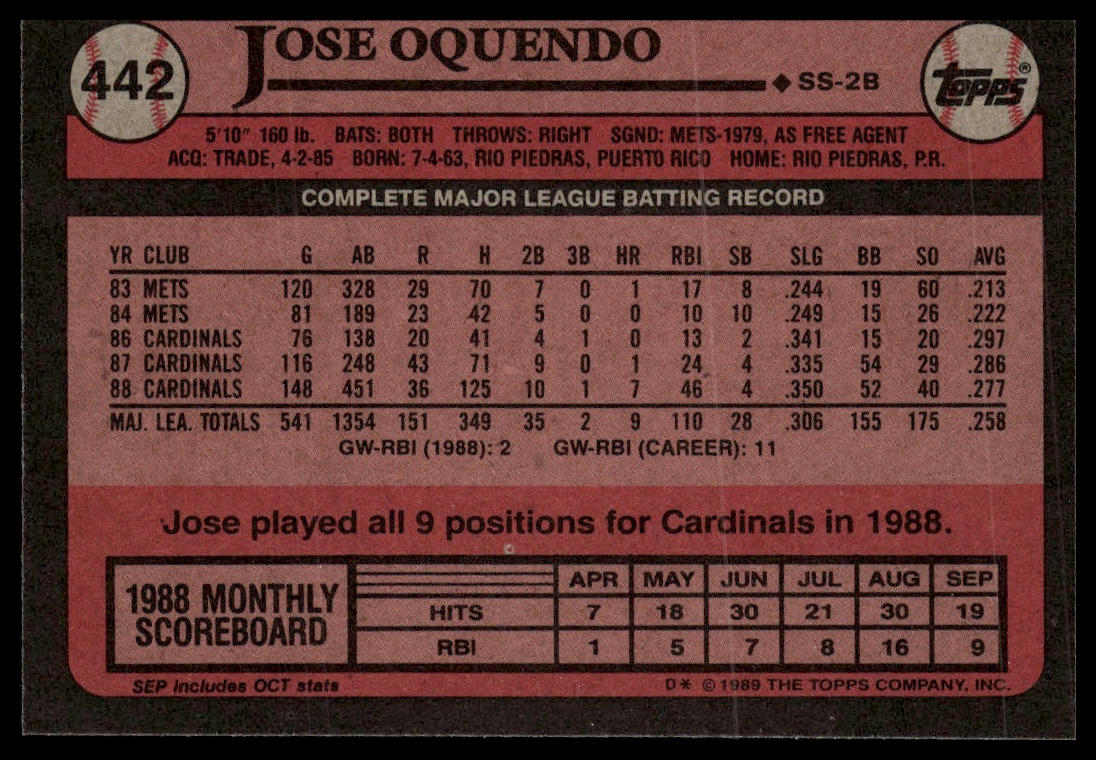 442
JOSE OQUENDO
◆ SS-2B
Topps®
5'10" 160 lb. BATS: BOTH THROWS: RIGHT SGND: METS-1979, AS FREE AGENT
ACQ: TRADE, 4-2-85 BORN: 7-4-63, RIO PIEDRAS, PUERTO RICO HOME: RIO PIEDRAS, P.R.
COMPLETE MAJOR LEAGUE BATTING RECORD
YR CLUB G AB R H 2B 3B HR RBI SB SLG BB SO AVG
83 METS 120 328 29 70 7 0 1 17 8 .244 19 60 .213
84 METS 81 189 23 42 5 0 0 10 10 .249 15 26 .222
86 CARDINALS 76 138 20 41 4 1 0 13 2 .341 15 20 .297
87 CARDINALS 116 248 43 71 9 0 1 24 4 .335 54 29 .286
88 CARDINALS 148 451 36 125 10 1 7 46 4 .350 52 40 .277
MAJ. LEA. TOTALS 541 1354 151 349 35 2 9 110 28 .306 155 175 .258
GW-RBI (1988): 2 GW-RBI (CAREER): 11
Jose played all 9 positions for Cardinals in 1988.
1988 MONTHLY
SCOREBOARD
APR MAY JUN JUL AUG SEP
HITS 7 18 30 21 30 19
RBI 1 5 7 8 16 9
SEP includes OCT stats
D* © 1989 THE TOPPS COMPANY, INC.